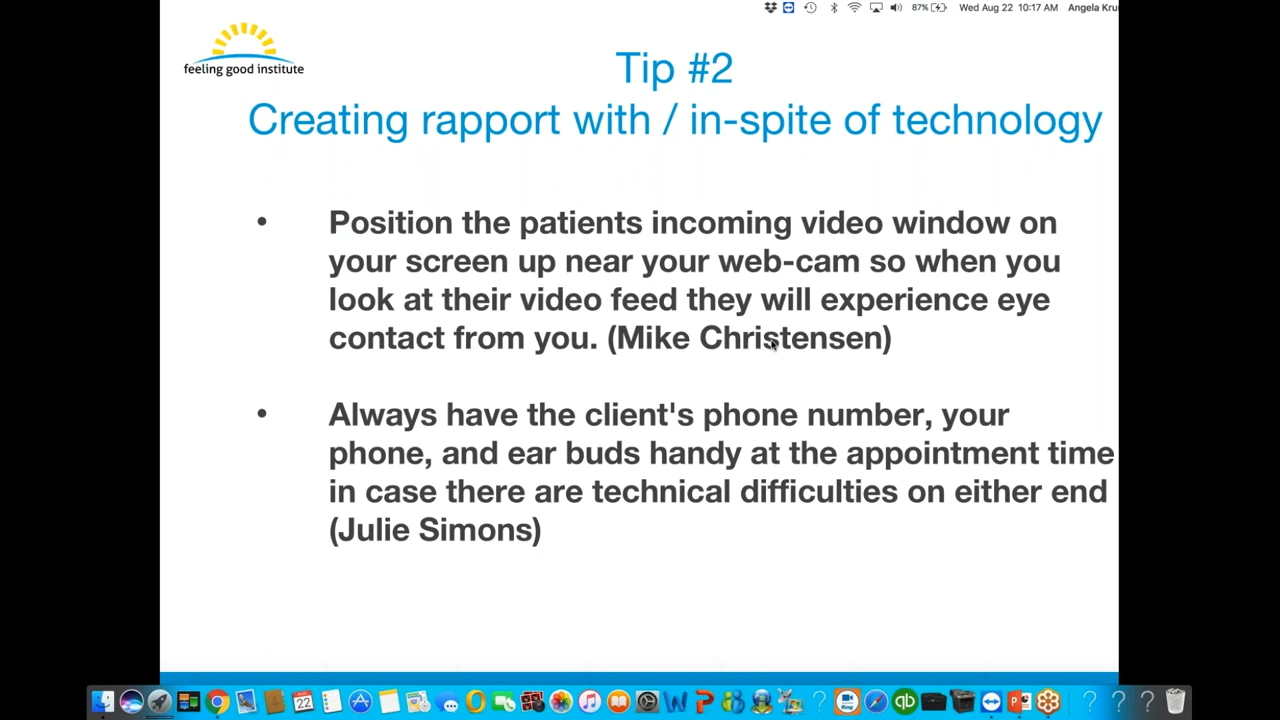 87%
Wed Aug 22 10:17 AM
Angela Kru
feeling good institute
Tip #2
Creating rapport with / in-spite of technology
• Position the patients incoming video window on
your screen up near your web-cam so when you
look at their video feed they will experience eye
contact from you. (Mike Christensen)
• Always have the client's phone number, your
phone, and ear buds handy at the appointment time
in case there are technical difficulties on either end
(Julie Simons)
22